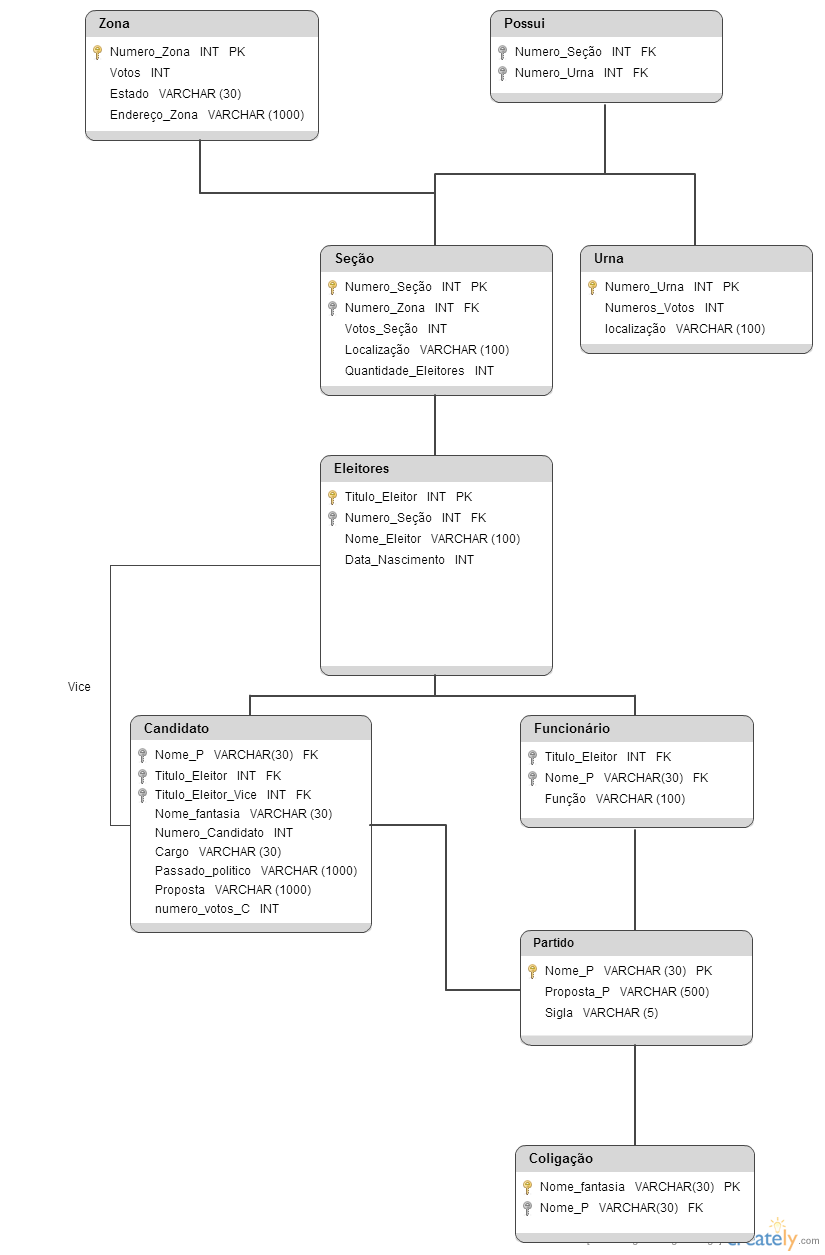 Zona
Numero_Zona INT PK
Votos INT
Estado VARCHAR (30)
Endereço_Zona VARCHAR (1000)
Possui
Numero_Seção INT FK
Numero_Urna INT FK
Seção
Numero_Seção INT PK
Numero_Zona INT FK
Votos_Seção INT
Localização VARCHAR (100)
Quantidade_Eleitores INT
Urna
Numero_Urna INT PK
Numeros_Votos INT
localização VARCHAR (100)
Eleitores
Titulo_Eleitor INT PK
Numero_Seção INT FK
Nome_Eleitor VARCHAR (100)
Data_Nascimento INT
Vice
Candidato
Nome_P VARCHAR(30) FK
Titulo_Eleitor INT FK
Titulo_Eleitor_Vice INT FK
Nome_fantasia VARCHAR (30)
Numero_Candidato INT
Cargo VARCHAR (30)
Passado_politico VARCHAR (1000)
Proposta VARCHAR (1000)
numero_votos_C INT
Funcionário
Titulo_Eleitor INT FK
Nome_P VARCHAR(30) FK
Função VARCHAR (100)
Partido
Nome_P VARCHAR (30) PK
Proposta_P VARCHAR (500)
Sigla VARCHAR (5)
Coligação
Nome_fantasia VARCHAR(30) PK
Nome_P VARCHAR(30) FK
creately.com